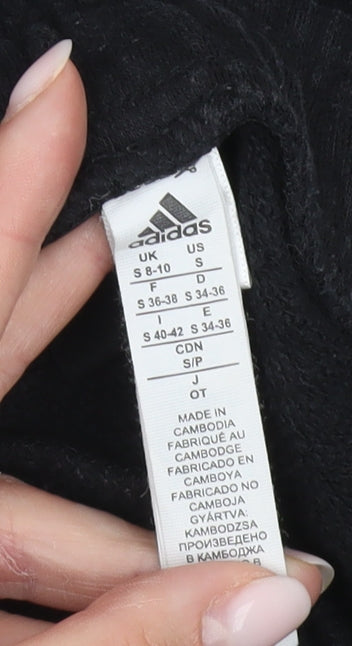 adidas
UK US
S 8-10 S
F D
S 36-38 S 34-36
I E
S 40-42 S 34-36
CDN
S/P
J
OT
MADE IN
CAMBODIA
FABRIQUÉ AU
CAMBODGE
FABRICADO EN
CAMBOYA
FABRICADO NO
CAMBOJA
GYÁRTVA:
KAMBODZSA
ПРОИЗВЕДЕНО
В КАМБОДЖА